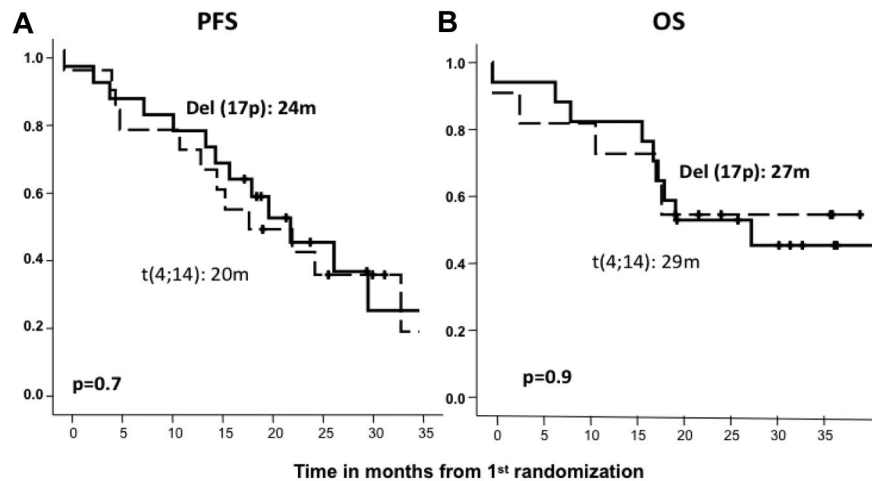 A PFS
1.0
0.8
0.6
0.4
0.2
0.0
Del (17p): 24m
t(4;14): 20m
p=0.7
0 5 10 15 20 25 30 35
B OS
1.0
0.8
0.6
0.4
0.2
0.0
Del (17p): 27m
t(4;14): 29m
p=0.9
0 5 10 15 20 25 30 35
Time in months from 1st randomization